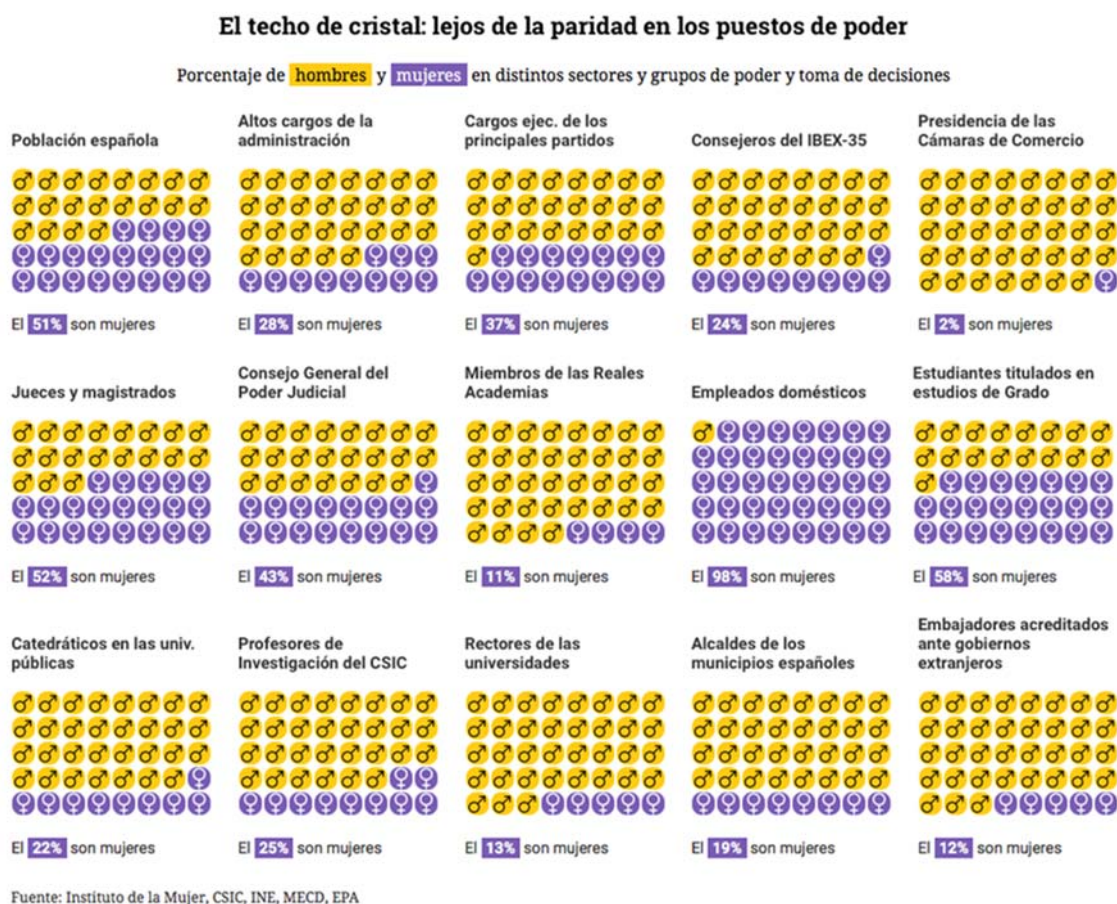 El techo de cristal: lejos de la paridad en los puestos de poder
Porcentaje de hombres y mujeres en distintos sectores y grupos de poder y toma de decisiones
Población española
El 51% son mujeres
Altos cargos de la
administración
El 28% son mujeres
Cargos ejec. de los
principales partidos
El 37% son mujeres
Consejeros del IBEX-35
El 24% son mujeres
Presidencia de las
Cámaras de Comercio
El 2% son mujeres
Jueces y magistrados
El 52% son mujeres
Consejo General del
Poder Judicial
El 43% son mujeres
Miembros de las Reales
Academias
El 11% son mujeres
Empleados domésticos
El 98% son mujeres
Estudiantes titulados en
estudios de Grado
El 58% son mujeres
Catedráticos en las univ.
públicas
El 22% son mujeres
Profesores de
Investigación del CSIC
El 25% son mujeres
Rectores de las
universidades
El 13% son mujeres
Alcaldes de los
municipios españoles
El 19% son mujeres
Embajadores acreditados
ante gobiernos
extranjeros
El 12% son mujeres
Fuente: Instituto de la Mujer, CSIC, INE, MECD, EPA